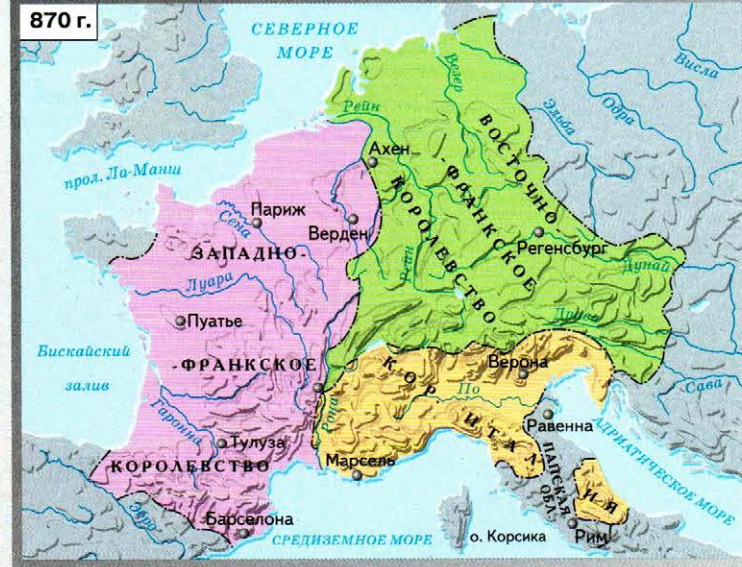 870 г.
СЕВЕРНОЕ
МОРЕ
Висла
Везер
Одра
Эльба
Рейн
ВОСТОЧНО
-ФРАНКСКОЕ
КОРОЛЕВСТВО
Ахен
прол. Ла-Манш
Париж
Сена
Верден
Регенсбург
ЗАПАДНО-
Рейн
Дунай
Луара
Драва
Пуатье
Бискайский
залив
-ФРАНКСКОЕ
Верона
Сава
КОР. ИТАЛИЯ
По
Рона
Гаронна
Равенна
АДРИАТИЧЕСКОЕ МОРЕ
Тулуза
КОРОЛЕВСТВО
Марсель
ПАПСКАЯ
ОБЛ.
Эбро
Барселона
СРЕДИЗЕМНОЕ МОРЕ
о. Корсика
Рим